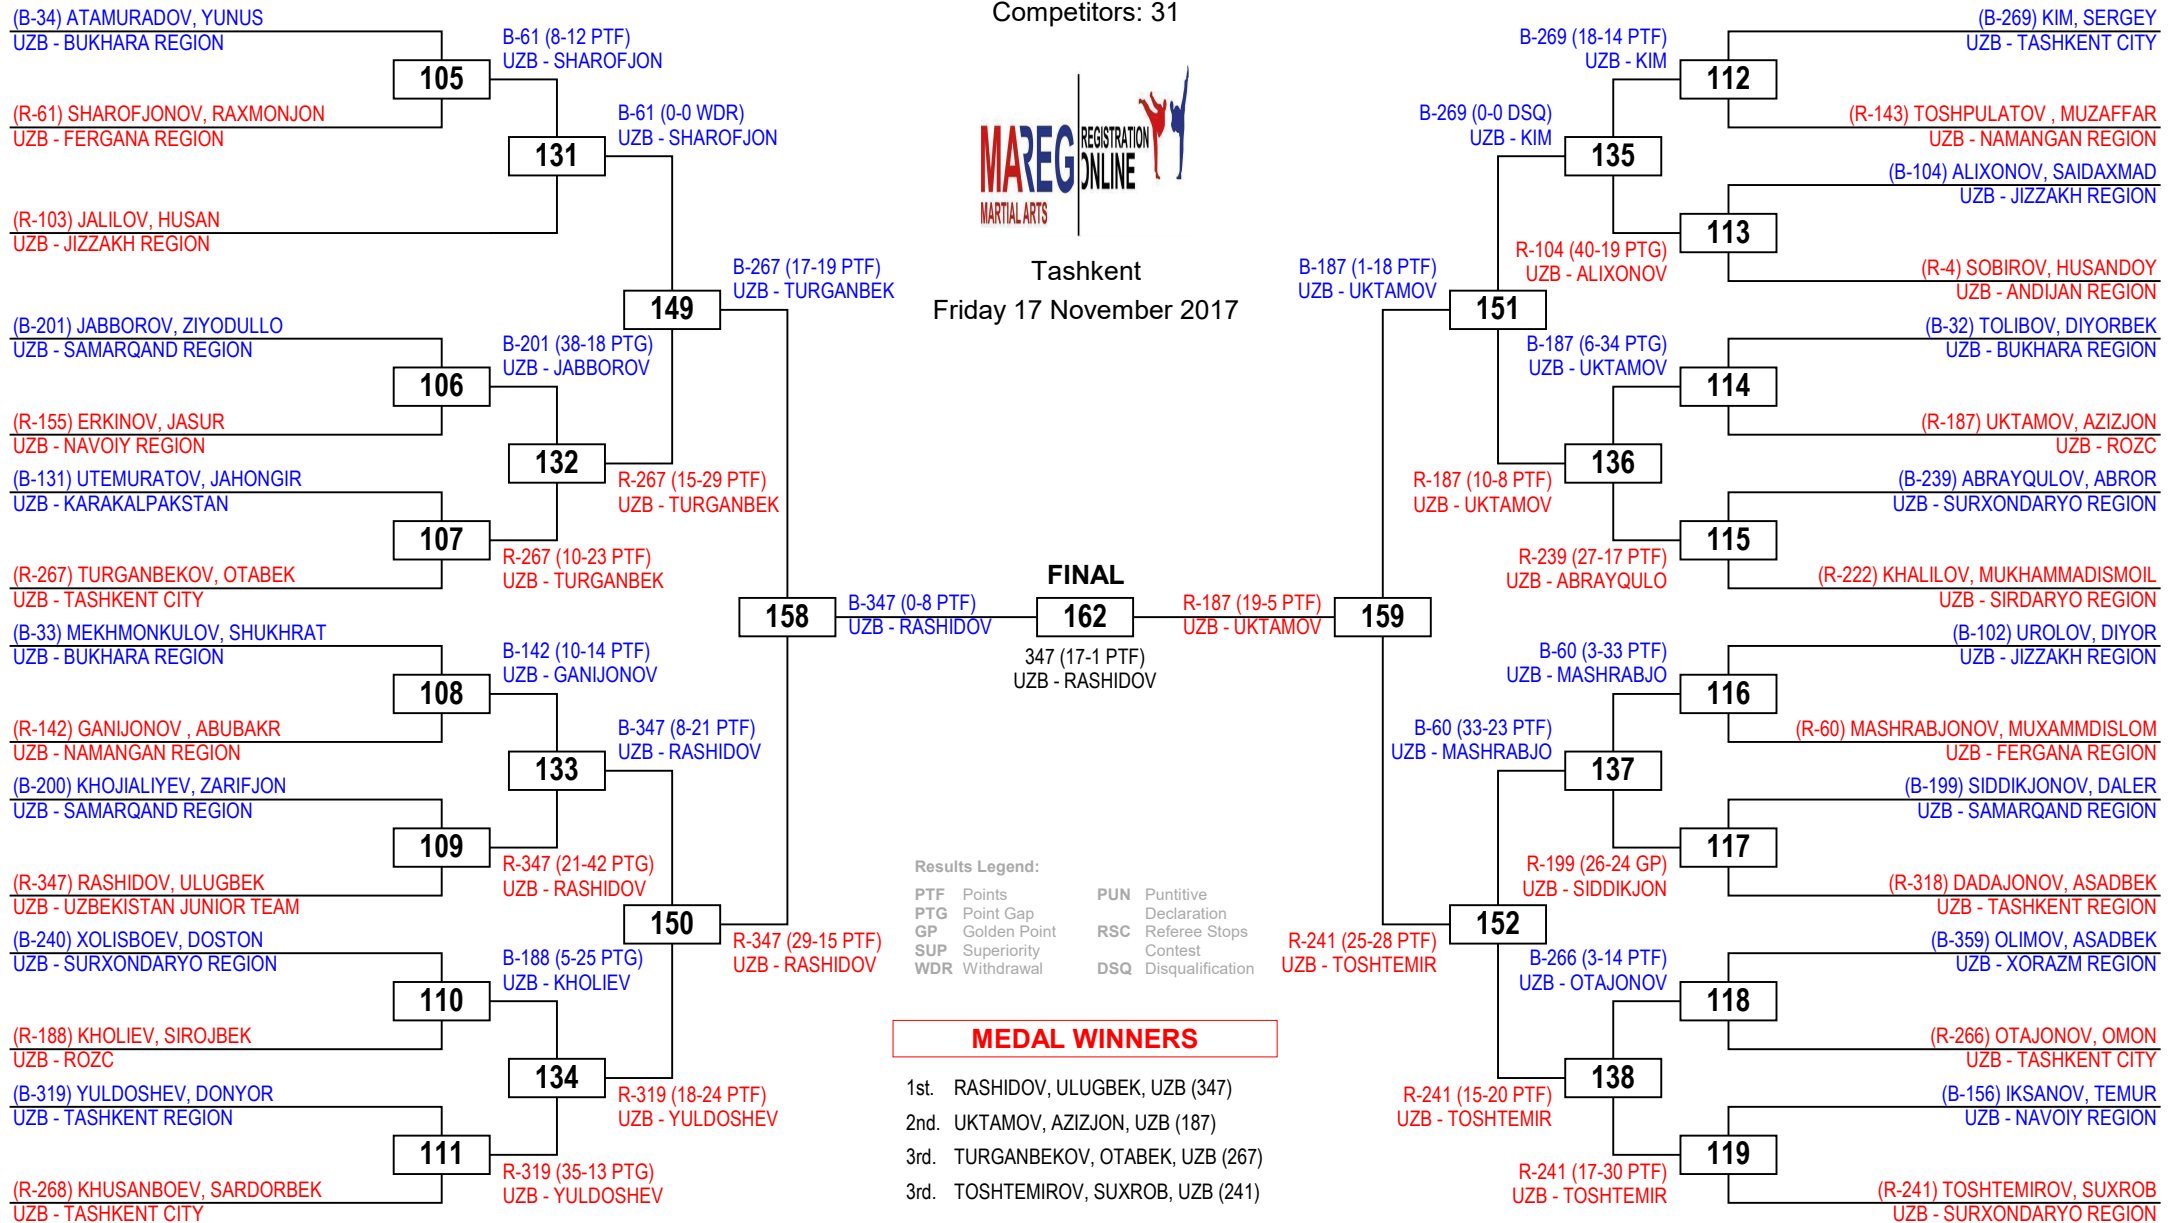 Competitors: 31
MAREG REGISTRATION ONLINE
MARTIAL ARTS
Tashkent
Friday 17 November 2017
(B-34) ATAMURADOV, YUNUS
UZB - BUKHARA REGION
105
(R-61) SHAROFJONOV, RAXMONJON
UZB - FERGANA REGION
B-61 (8-12 PTF)
UZB - SHAROFJON
131
(R-103) JALILOV, HUSAN
UZB - JIZZAKH REGION
B-61 (0-0 WDR)
UZB - SHAROFJON
149
(B-201) JABBOROV, ZIYODULLO
UZB - SAMARQAND REGION
106
(R-155) ERKINOV, JASUR
UZB - NAVOIY REGION
B-201 (38-18 PTG)
UZB - JABBOROV
132
(B-131) UTEMURATOV, JAHONGIR
UZB - KARAKALPAKSTAN
107
(R-267) TURGANBEKOV, OTABEK
UZB - TASHKENT CITY
R-267 (10-23 PTF)
UZB - TURGANBEK
R-267 (15-29 PTF)
UZB - TURGANBEK
B-267 (17-19 PTF)
UZB - TURGANBEK
158
(B-33) MEKHMONKULOV, SHUKHRAT
UZB - BUKHARA REGION
108
(R-142) GANIJONOV , ABUBAKR
UZB - NAMANGAN REGION
B-142 (10-14 PTF)
UZB - GANIJONOV
133
(B-200) KHOJIALIYEV, ZARIFJON
UZB - SAMARQAND REGION
109
(R-347) RASHIDOV, ULUGBEK
UZB - UZBEKISTAN JUNIOR TEAM
R-347 (21-42 PTG)
UZB - RASHIDOV
B-347 (8-21 PTF)
UZB - RASHIDOV
150
(B-240) XOLISBOEV, DOSTON
UZB - SURXONDARYO REGION
110
(R-188) KHOLIEV, SIROJBEK
UZB - ROZC
B-188 (5-25 PTG)
UZB - KHOLIEV
134
(B-319) YULDOSHEV, DONYOR
UZB - TASHKENT REGION
111
(R-268) KHUSANBOEV, SARDORBEK
UZB - TASHKENT CITY
R-319 (35-13 PTG)
UZB - YULDOSHEV
R-319 (18-24 PTF)
UZB - YULDOSHEV
R-347 (29-15 PTF)
UZB - RASHIDOV
B-347 (0-8 PTF)
UZB - RASHIDOV
FINAL
162
347 (17-1 PTF)
UZB - RASHIDOV
R-187 (19-5 PTF)
UZB - UKTAMOV
159
(B-269) KIM, SERGEY
UZB - TASHKENT CITY
112
(R-143) TOSHPULATOV , MUZAFFAR
UZB - NAMANGAN REGION
B-269 (18-14 PTF)
UZB - KIM
135
(B-104) ALIXONOV, SAIDAXMAD
UZB - JIZZAKH REGION
113
(R-4) SOBIROV, HUSANDOY
UZB - ANDIJAN REGION
R-104 (40-19 PTG)
UZB - ALIXONOV
B-269 (0-0 DSQ)
UZB - KIM
151
B-187 (1-18 PTF)
UZB - UKTAMOV
(B-32) TOLIBOV, DIYORBEK
UZB - BUKHARA REGION
114
(R-187) UKTAMOV, AZIZJON
UZB - ROZC
B-187 (6-34 PTG)
UZB - UKTAMOV
136
(B-239) ABRAYQULOV, ABROR
UZB - SURXONDARYO REGION
115
(R-222) KHALILOV, MUKHAMMADISMOIL
UZB - SIRDARYO REGION
R-239 (27-17 PTF)
UZB - ABRAYQULO
R-187 (10-8 PTF)
UZB - UKTAMOV
(B-102) UROLOV, DIYOR
UZB - JIZZAKH REGION
116
(R-60) MASHRABJONOV, MUXAMMDISLOM
UZB - FERGANA REGION
B-60 (3-33 PTF)
UZB - MASHRABJO
137
(B-199) SIDDIKJONOV, DALER
UZB - SAMARQAND REGION
117
(R-318) DADAJONOV, ASADBEK
UZB - TASHKENT REGION
R-199 (26-24 GP)
UZB - SIDDIKJON
B-60 (33-23 PTF)
UZB - MASHRABJO
152
R-241 (25-28 PTF)
UZB - TOSHTEMIR
(B-359) OLIMOV, ASADBEK
UZB - XORAZM REGION
118
(R-266) OTAJONOV, OMON
UZB - TASHKENT CITY
B-266 (3-14 PTF)
UZB - OTAJONOV
138
(B-156) IKSANOV, TEMUR
UZB - NAVOIY REGION
119
(R-241) TOSHTEMIROV, SUXROB
UZB - SURXONDARYO REGION
R-241 (17-30 PTF)
UZB - TOSHTEMIR
R-241 (15-20 PTF)
UZB - TOSHTEMIR
Results Legend:
PTF Points
PTG Point Gap
GP Golden Point
SUP Superiority
WDR Withdrawal
PUN Puntitive
Declaration
RSC Referee Stops
Contest
DSQ Disqualification
MEDAL WINNERS
1st. RASHIDOV, ULUGBEK, UZB (347)
2nd. UKTAMOV, AZIZJON, UZB (187)
3rd. TURGANBEKOV, OTABEK, UZB (267)
3rd. TOSHTEMIROV, SUXROB, UZB (241)